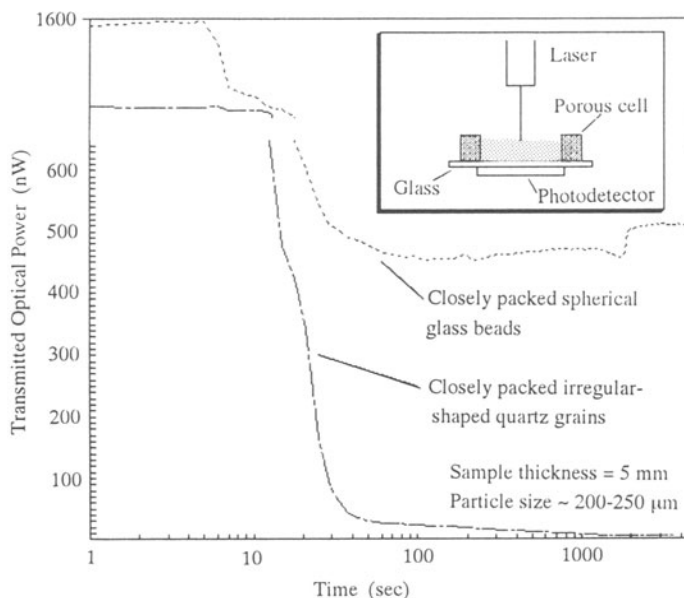 1600
600
500
400
300
200
100
Transmitted Optical Power (nW)
Laser
Porous cell
Glass
Photodetector
Closely packed spherical
glass beads
Closely packed irregular-
shaped quartz grains
Sample thickness = 5 mm
Particle size ~ 200-250 μm
1
10
100
1000
Time (sec)